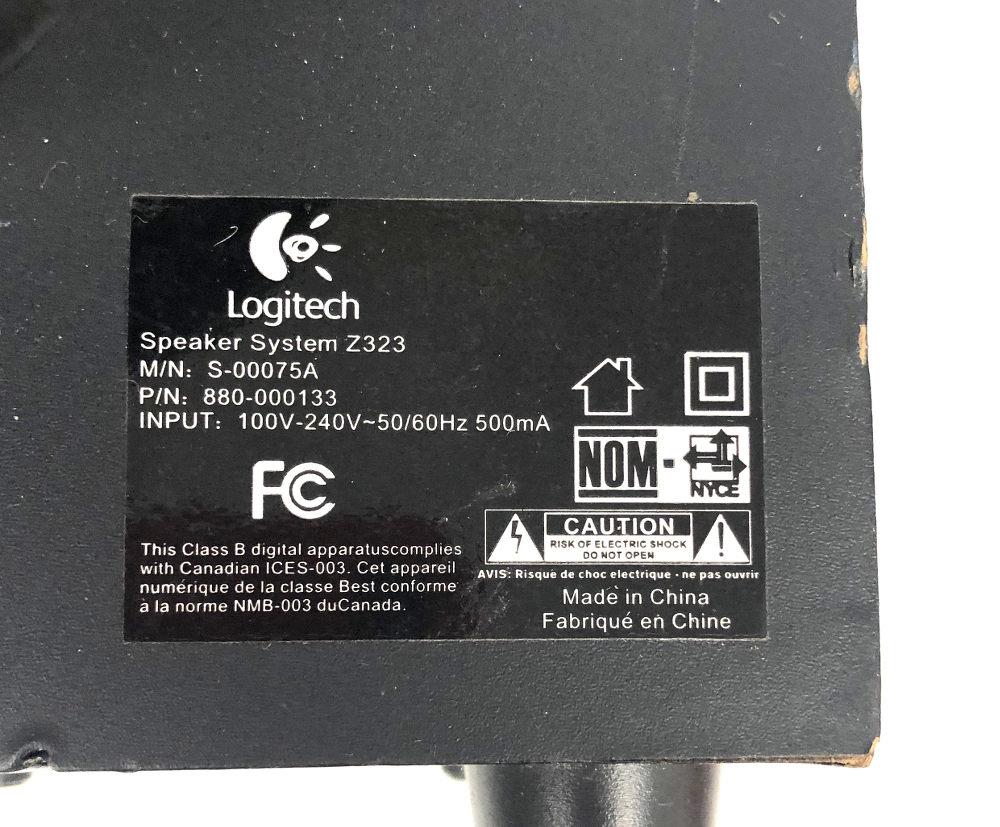 Logitech
Speaker System Z323
M/N: S-00075A
P/N: 880-000133
INPUT: 100V-240V~50/60Hz 500mA
FC
NOM-
NYCE
CAUTION
RISK OF ELECTRIC SHOCK
DO NOT OPEN
AVIS: Risque de choc electrique - ne pas ouvrir
This Class B digital apparatuscomplies
with Canadian ICES-003. Cet appareil
numérique de la classe Best conforme
à la norme NMB-003 duCanada.
Made in China
Fabriqué en Chine